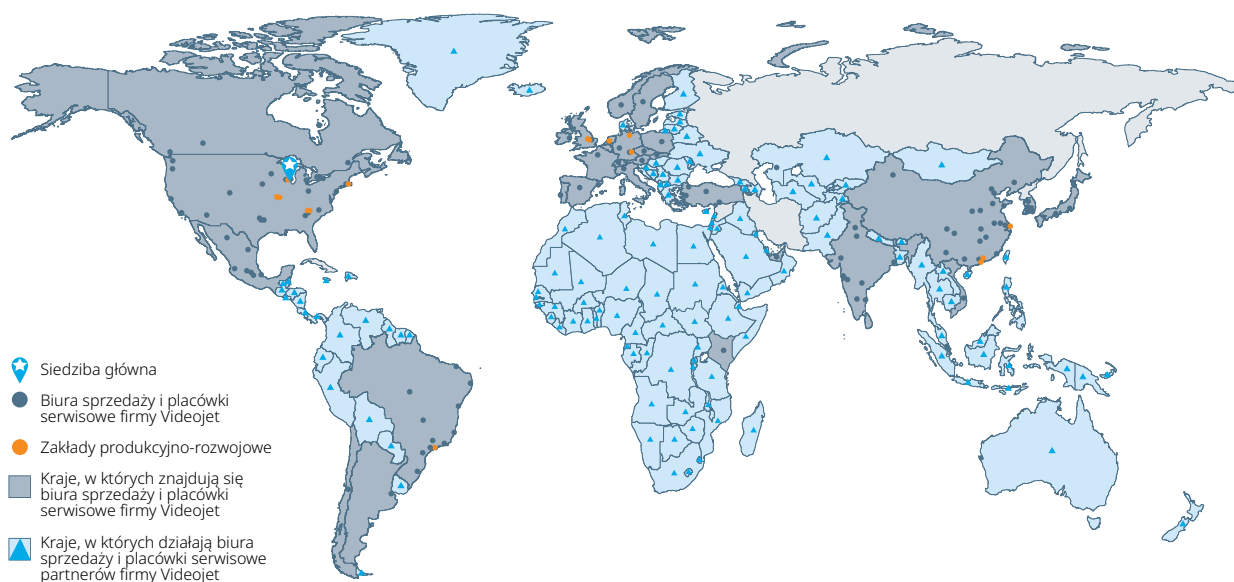 Siedziba główna
Biura sprzedaży i placówki
serwisowe firmy Videojet
Zakłady produkcyjno-rozwojowe
Kraje, w których znajdują się
biura sprzedaży i placówki
serwisowe firmy Videojet
Kraje, w których działają biura
sprzedaży i placówki serwisowe
partnerów firmy Videojet